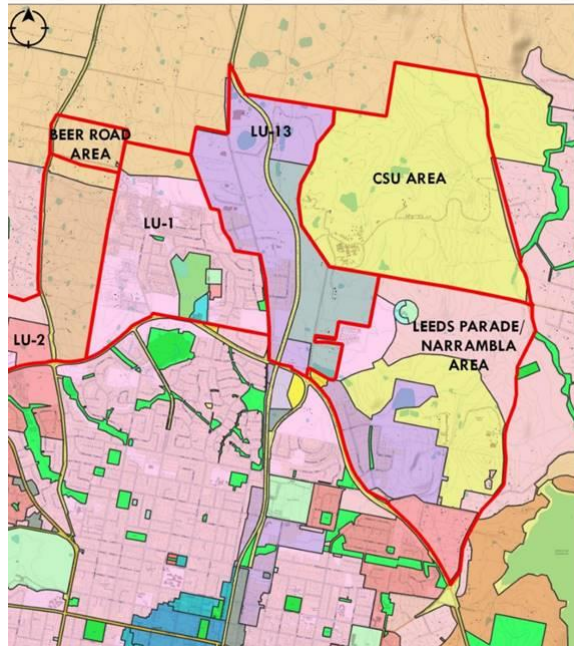 BEER ROAD
AREA
LU-13
CSU AREA
LU-1
LU-2
LEEDS PARADE/
NARRAMBLA
AREA